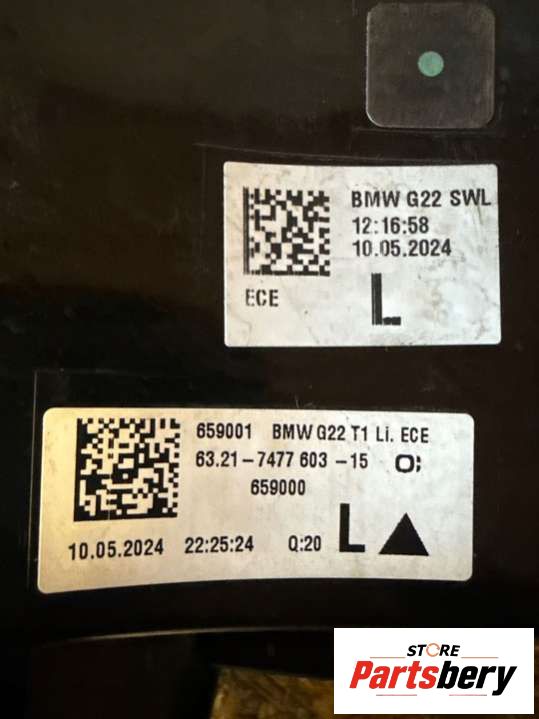 BMW G22 SWL
12:16:58
10.05.2024
ECE
L
659001 BMW G22 T1 Li. ECE
63.21-7477 603-15 O;
659000
10.05.2024 22:25:24 Q:20 L
STORE
Partsbery